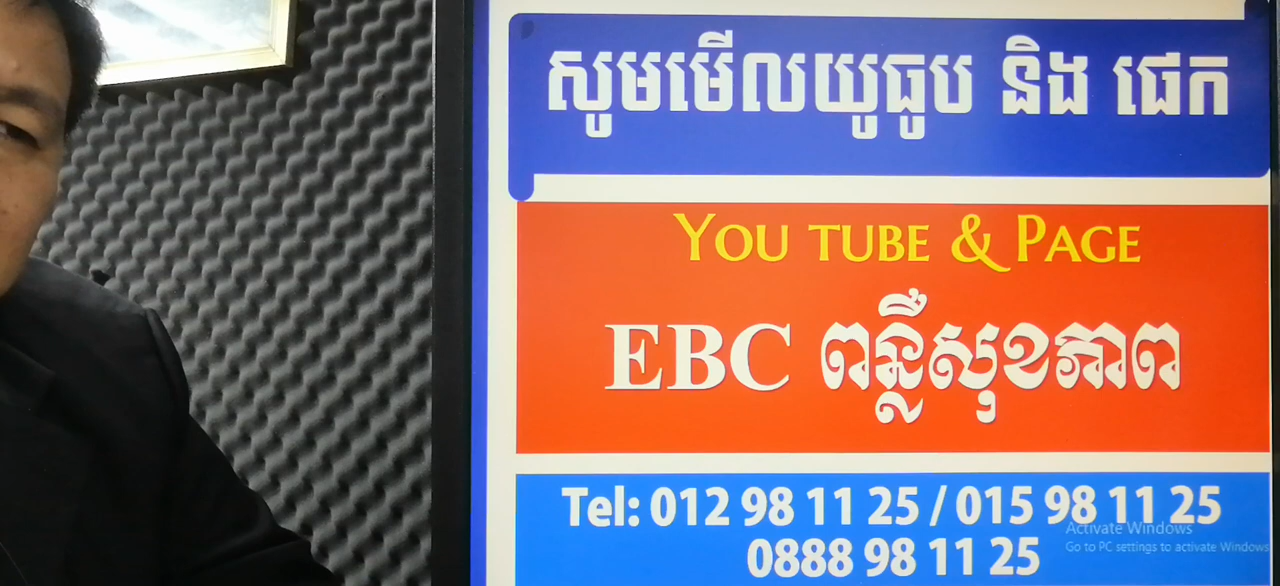 សូមមើលយូធូប និង ផេក
YOU TUBE & PAGE
EBC ពន្លឺសុខភាព
Tel: 012 98 11 25 / 015 98 11 25
0888 98 11 25
Activate Windows
Go to PC settings to activate Windows